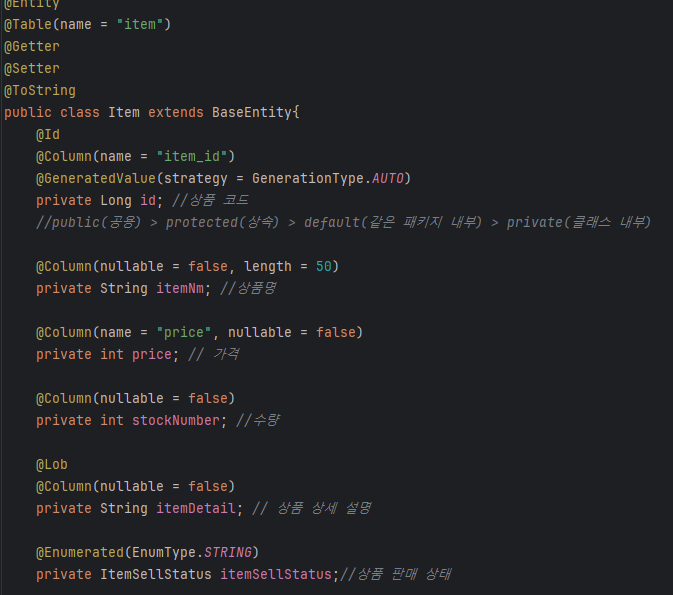 @Entity
@Table(name = "item")
@Getter
@Setter
@ToString
public class Item extends BaseEntity{
@Id
@Column(name = "item_id")
@GeneratedValue(strategy = GenerationType.AUTO)
private Long id; //상품 코드
//public(공용) > protected(상속) > default(같은 패키지 내부) > private(클래스 내부)
@Column(nullable = false, length = 50)
private String itemNm; //상품명
@Column(name = "price", nullable = false)
private int price; // 가격
@Column(nullable = false)
private int stockNumber; //수량
@Lob
@Column(nullable = false)
private String itemDetail; // 상품 상세 설명
@Enumerated(EnumType.STRING)
private ItemSellStatus itemSellStatus;//상품 판매 상태